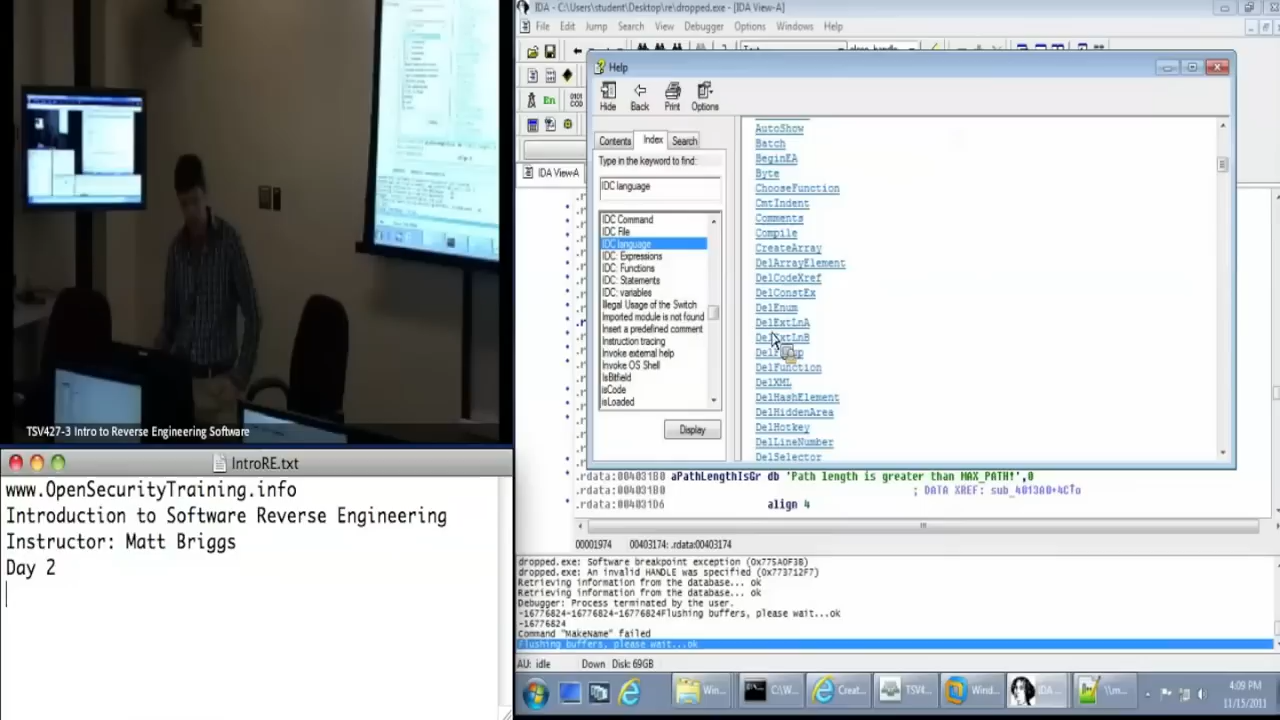 TSV427-3 Intro to Reverse Engineering Software
IntroRE.txt
www.OpenSecurityTraining.info
Introduction to Software Reverse Engineering
Instructor: Matt Briggs
Day 2
IDA - C:\Users\student\Desktop\re\dropped.exe - [IDA View-A]
File Edit Jump Search View Debugger Options Windows Help
En
IDA View-A
Help
Hide Back Print Options
Contents Index Search
Type in the keyword to find:
IDC language
IDC Command
IDC File
IDC language
IDC: Expressions
IDC: Functions
IDC: Statements
IDC: variables
Illegal Usage of the Switch
Imported module is not found
Insert a predefined comment
Instruction tracing
Invoke external help
Invoke OS Shell
IsBitfield
isCode
isLoaded
Display
AutoShow
Batch
BeginEA
Byte
ChooseFunction
CmtIndent
Comments
Compile
CreateArray
DelArrayElement
DelCodeXref
DelConstEx
DelEnum
DelExtLnA
DelExtLnB
DelFunction
DelXML
DelHashElement
DelHiddenArea
DelHotkey
DelLineNumber
DelSelector
.rdata:004031B0 aPathLengthIsGr db 'Path length is greater than MAX_PATH!',0
.rdata:004031B0 ; DATA XREF: sub_4013A0+4C↑o
.rdata:004031D6 align 4
00001974 00403174: .rdata:00403174
dropped.exe: Software breakpoint exception (0x775A0F3B)
dropped.exe: An invalid HANDLE was specified (0x773712F7)
Retrieving information from the database... ok
Retrieving information from the database... ok
Debugger: Process terminated by the user.
-16776824-16776824-16776824Flushing buffers, please wait...ok
-16776824
Command "MakeName" failed
Flushing buffers, please wait...ok
AU: idle Down Disk: 69GB
Win... C:\W... Creat... TSV4... Wind... IDA ... \\m...
4:09 PM
11/15/2011